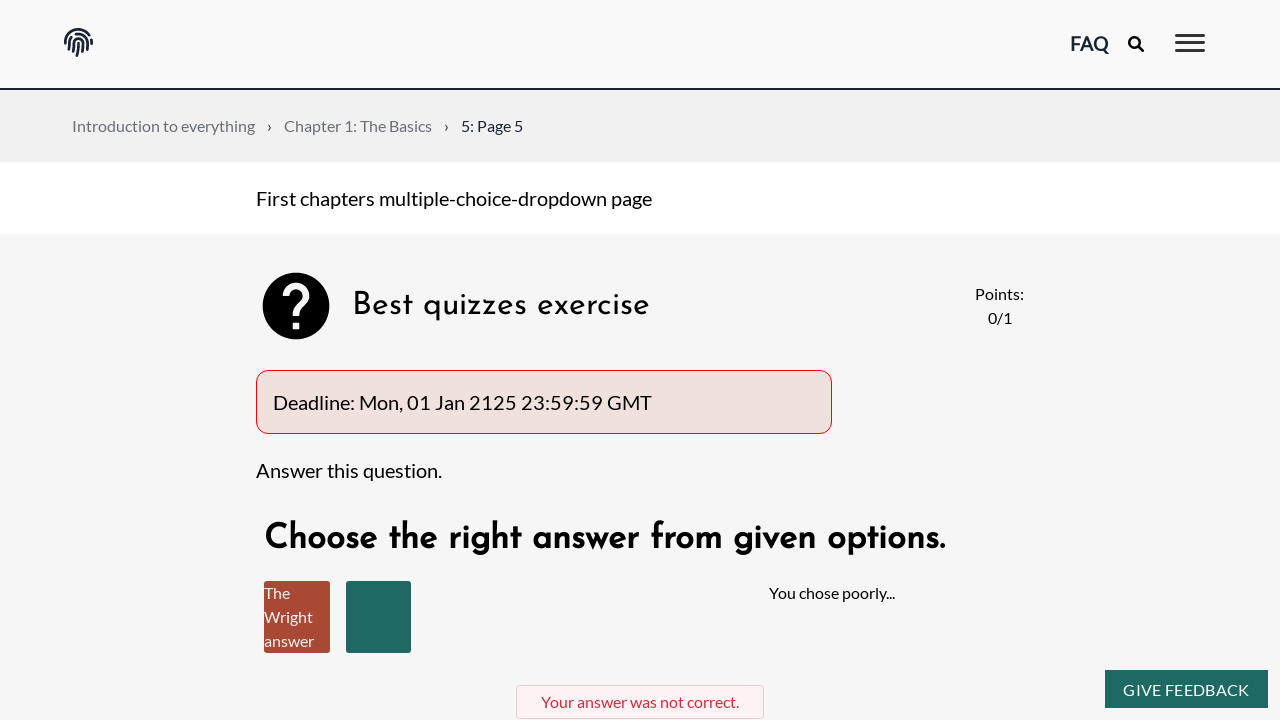 FAQ
Introduction to everything › Chapter 1: The Basics › 5: Page 5
First chapters multiple-choice-dropdown page
Best quizzes exercise
Points:
0/1
Deadline: Mon, 01 Jan 2125 23:59:59 GMT
Answer this question.
Choose the right answer from given options.
The
Wright
answer
You chose poorly...
Your answer was not correct.
GIVE FEEDBACK